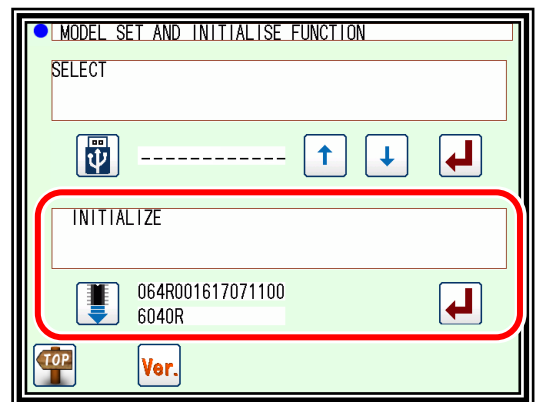 MODEL SET AND INITIALISE FUNCTION
SELECT
------------
INITIALIZE
064R001617071100
6040R
TOP
Ver.